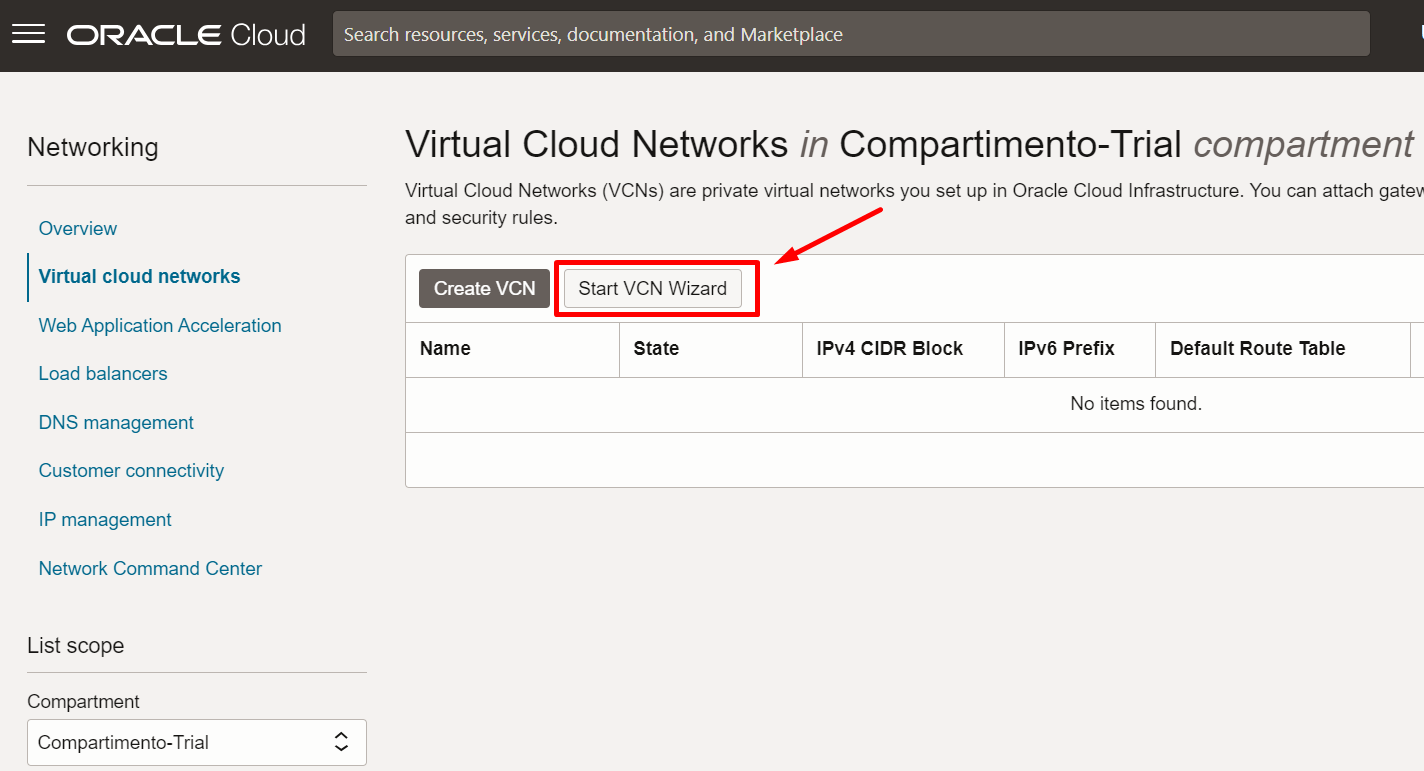 ORACLE Cloud
Search resources, services, documentation, and Marketplace
Networking
Overview
Virtual cloud networks
Web Application Acceleration
Load balancers
DNS management
Customer connectivity
IP management
Network Command Center
List scope
Compartment
Compartimento-Trial
Virtual Cloud Networks in Compartimento-Trial compartment
Virtual Cloud Networks (VCNs) are private virtual networks you set up in Oracle Cloud Infrastructure. You can attach
and security rules.
Create VCN
Start VCN Wizard
Name
State
IPv4 CIDR Block
IPv6 Prefix
Default Route Table
No items found.